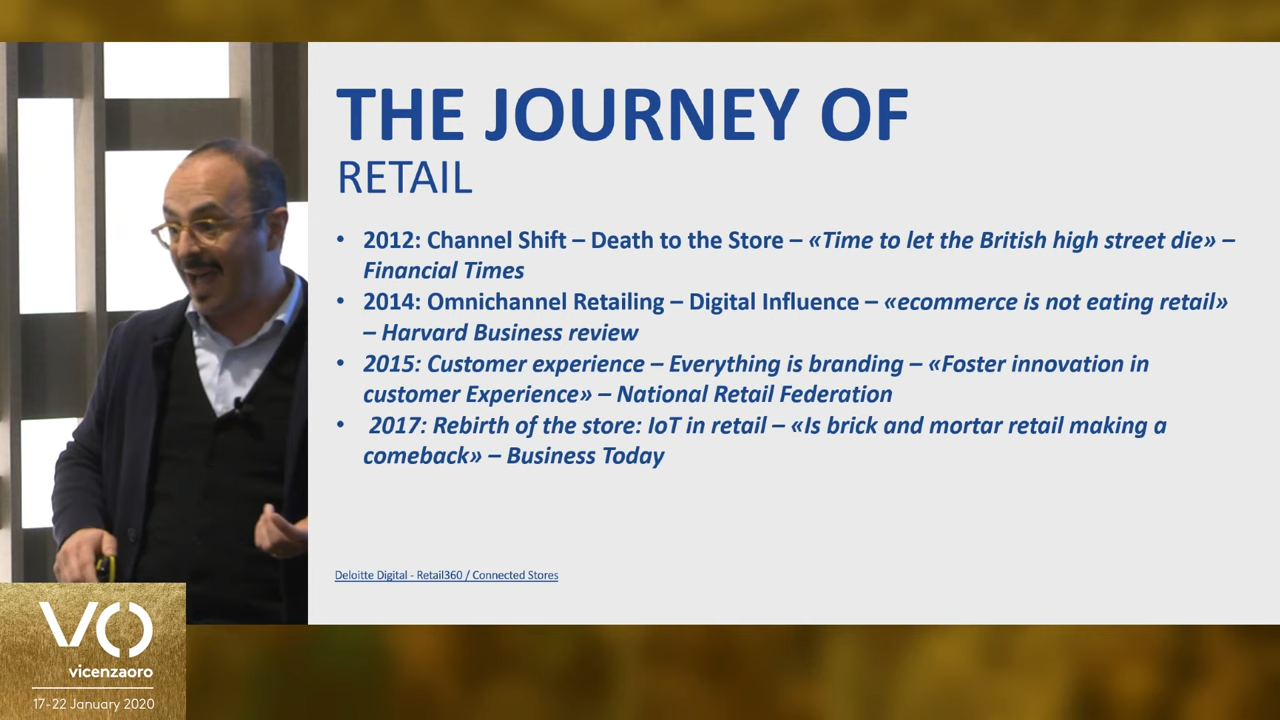 THE JOURNEY OF
RETAIL
• 2012: Channel Shift – Death to the Store – «Time to let the British high street die» –
Financial Times
• 2014: Omnichannel Retailing – Digital Influence – «ecommerce is not eating retail»
– Harvard Business review
• 2015: Customer experience – Everything is branding – «Foster innovation in
customer Experience» – National Retail Federation
• 2017: Rebirth of the store: IoT in retail – «Is brick and mortar retail making a
comeback» – Business Today
Deloitte Digital - Retail360 / Connected Stores
VO
vicenzaoro
17-22 January 2020